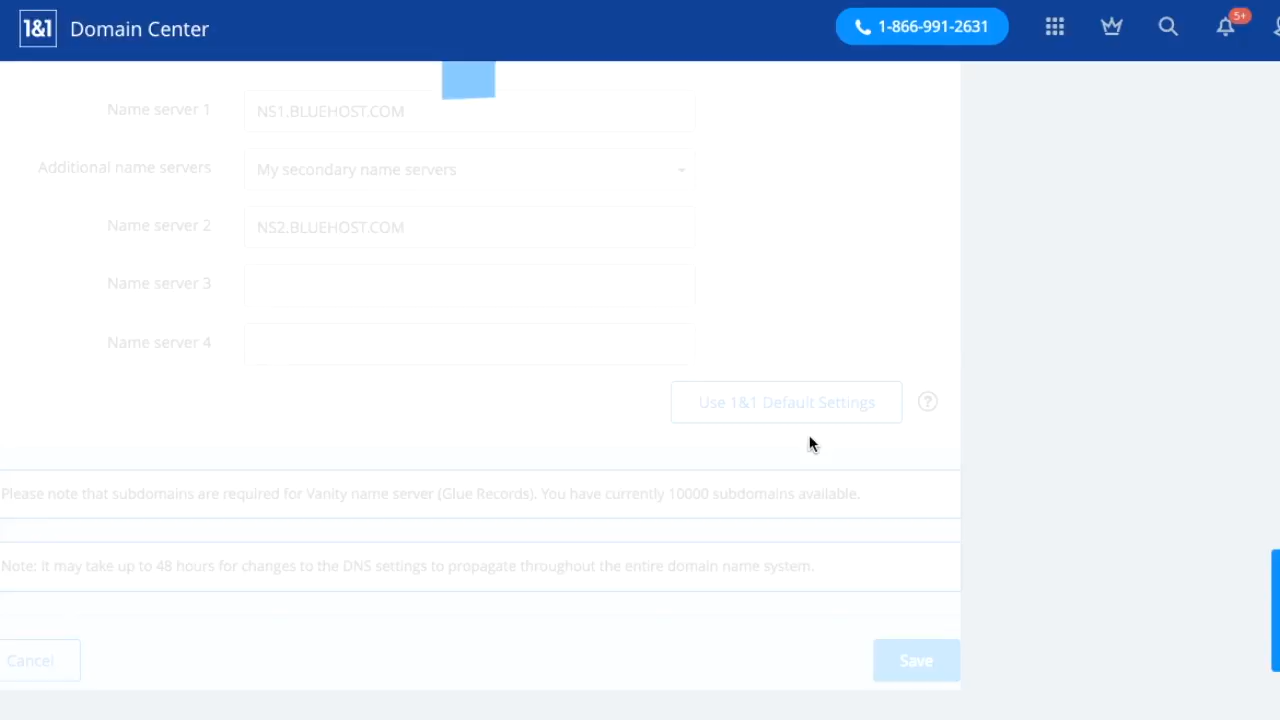 1&1 Domain Center 1-866-991-2631 5+
Name server 1 NS1.BLUEHOST.COM
Additional name servers My secondary name servers
Name server 2 NS2.BLUEHOST.COM
Name server 3
Name server 4
Use 1&1 Default Settings ?
Please note that subdomains are required for Vanity name server (Glue Records). You have currently 10000 subdomains available.
Note: it may take up to 48 hours for changes to the DNS settings to propagate throughout the entire domain name system.
Cancel Save